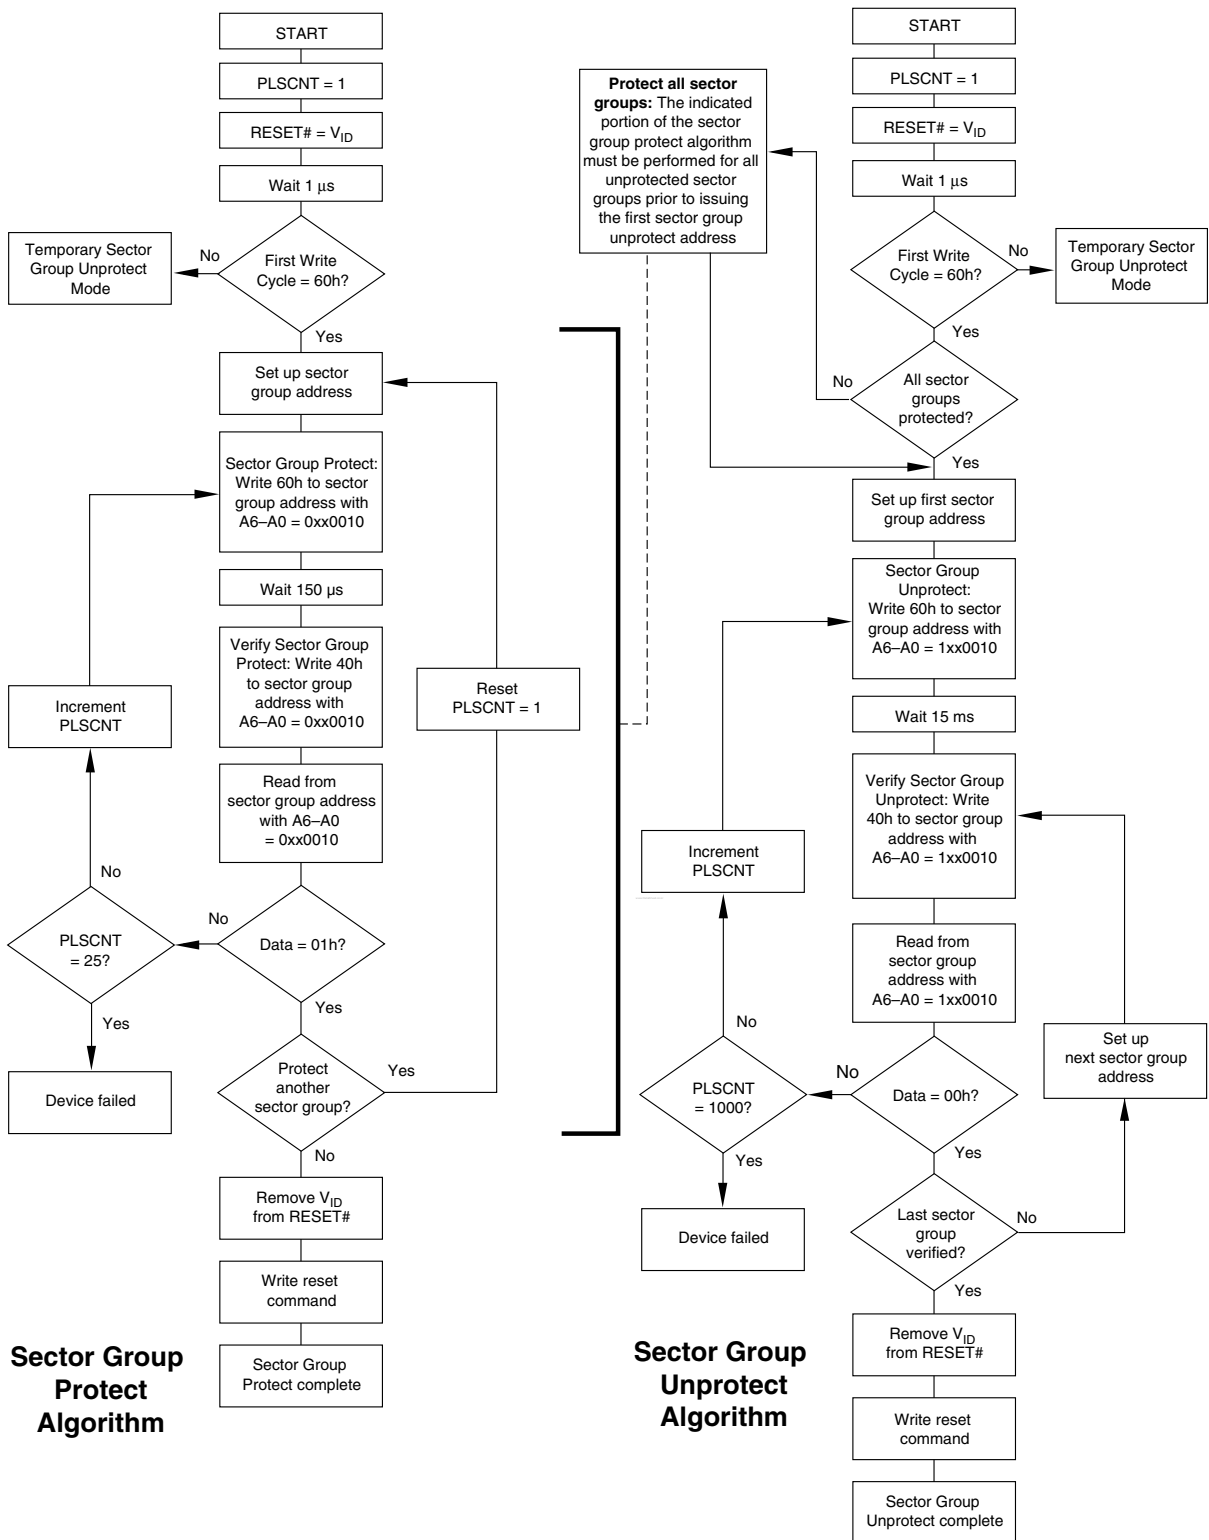 START
PLSCNT = 1
RESET# = VID
Wait 1 μs
First Write
Cycle = 60h?
No
Temporary Sector
Group Unprotect
Mode
Yes
Set up sector
group address
Sector Group Protect:
Write 60h to sector
group address with
A6–A0 = 0xx0010
Wait 150 µs
Verify Sector Group
Protect: Write 40h
to sector group
address with
A6–A0 = 0xx0010
Read from
sector group address
with A6–A0
= 0xx0010
Data = 01h?
No
PLSCNT
= 25?
No
Increment
PLSCNT
Yes
Device failed
Yes
Protect
another
sector group?
Yes
Reset
PLSCNT = 1
No
Remove VID
from RESET#
Write reset
command
Sector Group
Protect complete
Sector Group
Protect
Algorithm
Protect all sector
groups: The indicated
portion of the sector
group protect algorithm
must be performed for all
unprotected sector
groups prior to issuing
the first sector group
unprotect address
START
PLSCNT = 1
RESET# = VID
Wait 1 μs
First Write
Cycle = 60h?
No
Temporary Sector
Group Unprotect
Mode
Yes
All sector
groups
protected?
No
Yes
Set up first sector
group address
Sector Group
Unprotect:
Write 60h to sector
group address with
A6–A0 = 1xx0010
Wait 15 ms
Verify Sector Group
Unprotect: Write
40h to sector group
address with
A6–A0 = 1xx0010
Read from
sector group
address with
A6–A0 = 1xx0010
Data = 00h?
No
PLSCNT
= 1000?
No
Increment
PLSCNT
Yes
Device failed
Yes
Last sector
group
verified?
No
Set up
next sector group
address
Yes
Remove VID
from RESET#
Write reset
command
Sector Group
Unprotect complete
Sector Group
Unprotect
Algorithm